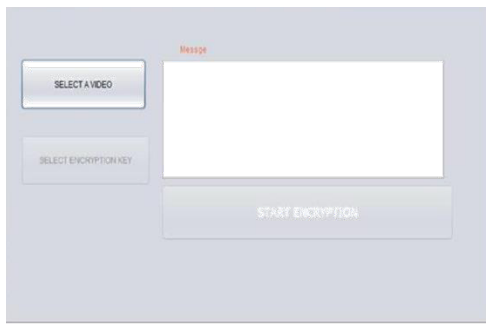 Message
SELECT A VIDEO
SELECT ENCRYPTION KEY
START ENCRYPTION